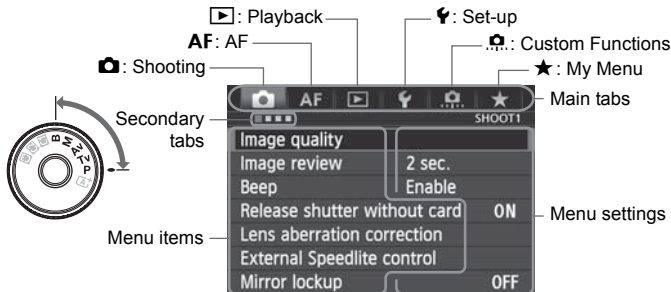 ▶: Playback
: Set-up
AF: AF
: Custom Functions
: Shooting
★: My Menu
AF
Main tabs
Secondary tabs
SHOOT1
Image quality
Image review 2 sec.
Beep Enable
Release shutter without card ON
Menu settings
Menu items
Lens aberration correction
External Speedlite control
Mirror lockup OFF
B
M
Av
Tv
P
A+